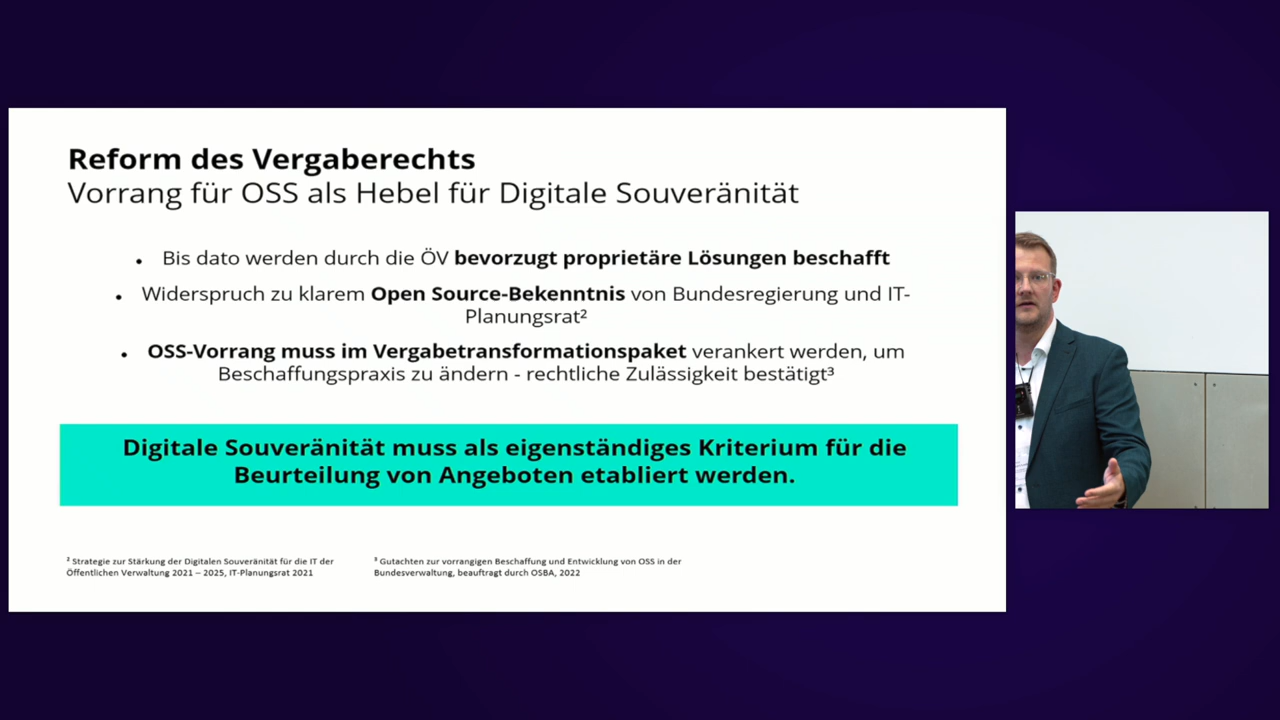 Reform des Vergaberechts
Vorrang für OSS als Hebel für Digitale Souveränität
• Bis dato werden durch die ÖV bevorzugt proprietäre Lösungen beschafft
• Widerspruch zu klarem Open Source-Bekenntnis von Bundesregierung und IT-
Planungsrat²
• OSS-Vorrang muss im Vergabetransformationspaket verankert werden, um
Beschaffungspraxis zu ändern - rechtliche Zulässigkeit bestätigt³
Digitale Souveränität muss als eigenständiges Kriterium für die
Beurteilung von Angeboten etabliert werden.
² Strategie zur Stärkung der Digitalen Souveränität für die IT der
Öffentlichen Verwaltung 2021 – 2025, IT-Planungsrat 2021
³ Gutachten zur vorrangigen Beschaffung und Entwicklung von OSS in der
Bundesverwaltung, beauftragt durch OSBA, 2022